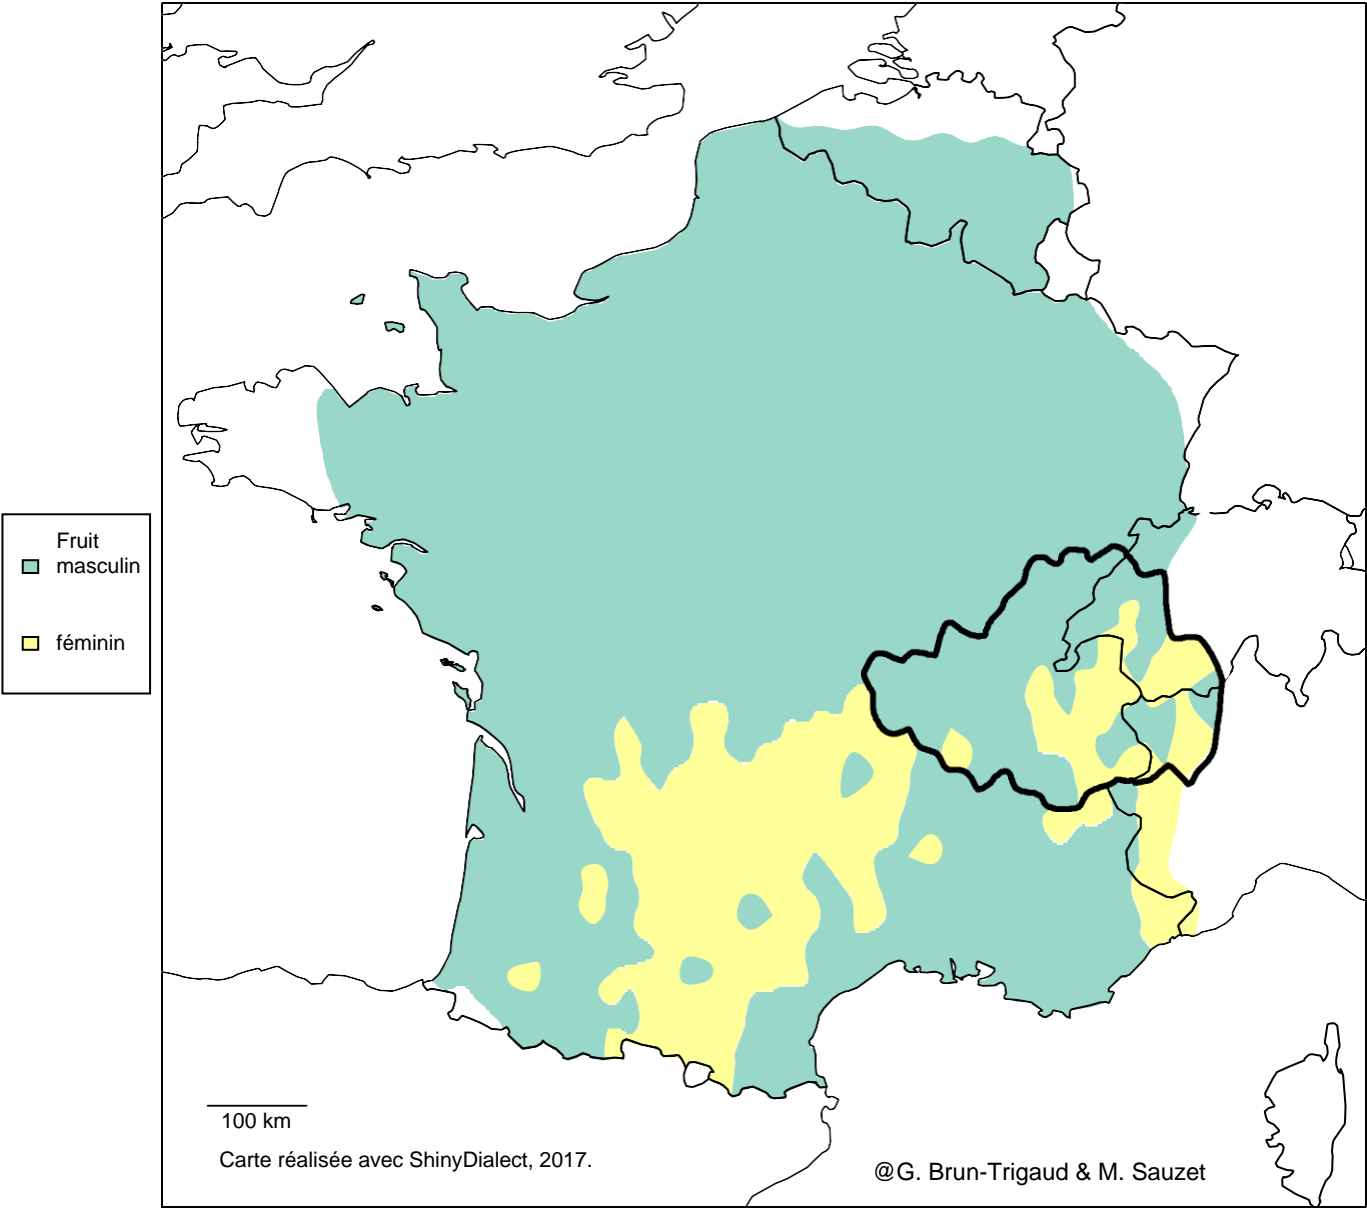 Fruit
masculin
féminin
100 km
Carte réalisée avec ShinyDialect, 2017.
@G. Brun-Trigaud & M. Sauzet